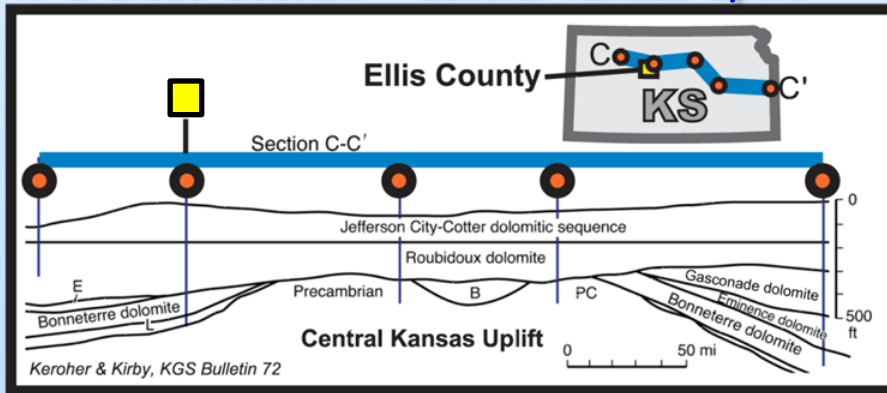 C
C'
Ellis County
KS
Section C-C'
0
Jefferson City-Cotter dolomitic sequence
Roubidoux dolomite
E
Precambrian
B
PC
Gasconade dolomite
Bonneterre dolomite
Eminence dolomite
L
Bonneterre dolomite
500
ft
Central Kansas Uplift
0
50 mi
Keroher & Kirby, KGS Bulletin 72